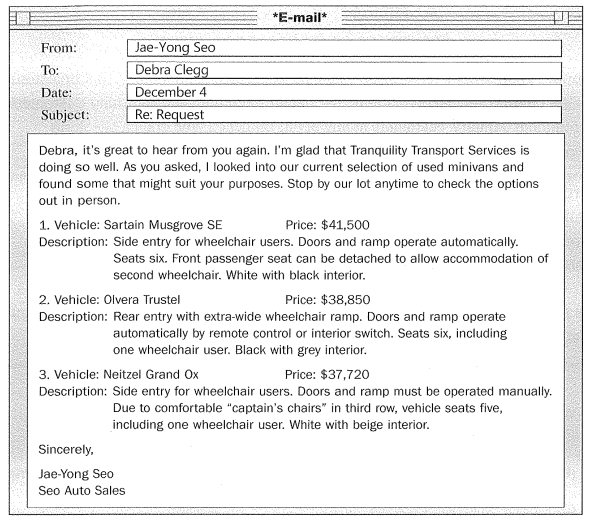 *E-mail*
From: Jae-Yong Seo
To: Debra Clegg
Date: December 4
Subject: Re: Request
Debra, it's great to hear from you again. I'm glad that Tranquility Transport Services is
doing so well. As you asked, I looked into our current selection of used minivans and
found some that might suit your purposes. Stop by our lot anytime to check the options
out in person.
1. Vehicle: Sartain Musgrove SE Price: $41,500
Description: Side entry for wheelchair users. Doors and ramp operate automatically.
Seats six. Front passenger seat can be detached to allow accommodation of
second wheelchair. White with black interior.
2. Vehicle: Olvera Trustel Price: $38,850
Description: Rear entry with extra-wide wheelchair ramp. Doors and ramp operate
automatically by remote control or interior switch. Seats six, including
one wheelchair user. Black with grey interior.
3. Vehicle: Neitzel Grand Ox Price: $37,720
Description: Side entry for wheelchair users. Doors and ramp must be operated manually.
Due to comfortable "captain's chairs" in third row, vehicle seats five,
including one wheelchair user. White with beige interior.
Sincerely,
Jae-Yong Seo
Seo Auto Sales